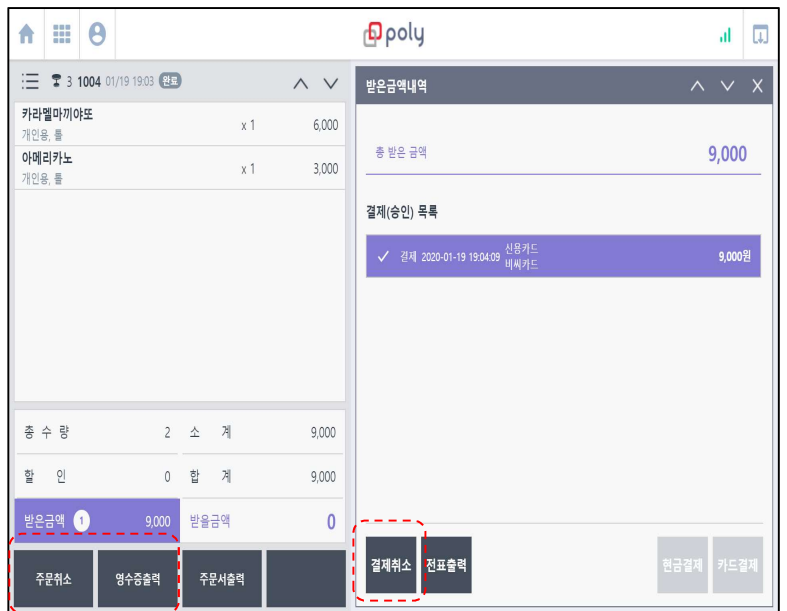 poly
3 1004 01/19 19:03 완료
카라멜마끼야또
개인용, 톨
x 1 6,000
아메리카노
개인용, 톨
x 1 3,000
총 수 량 2 소 계 9,000
할 인 0 합 계 9,000
받은금액 1 9,000 받을금액 0
주문취소 영수증출력 주문서출력
받은금액내역 X
총 받은 금액 9,000
결제(승인) 목록
결제 2020-01-19 19:04:09 신용카드
비씨카드
9,000원
결제취소 전표출력 현금결제 카드결제